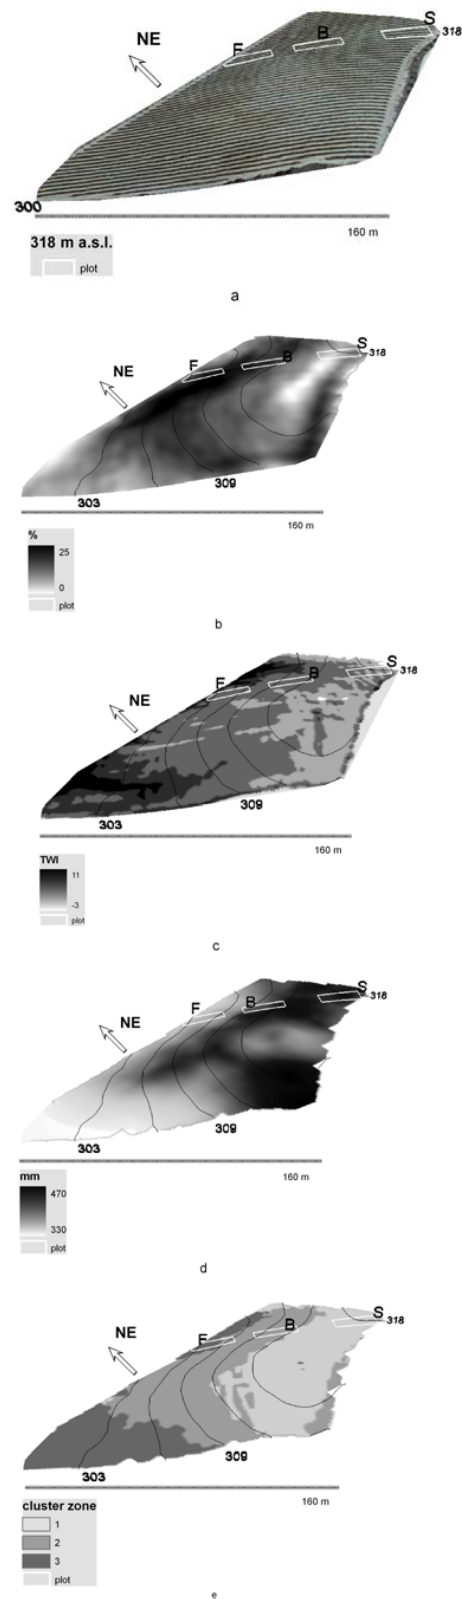 S
B
318
F
NE
300
160 m
318 m a.s.l.
plot
a
S
318
B
F
NE
309
303
160 m
%
25
0
plot
b
S
318
B
F
NE
309
303
160 m
TWI
11
-3
plot
c
S
318
B
F
NE
309
303
160 m
mm
470
330
plot
d
S
318
B
F
NE
309
303
160 m
cluster zone
1
2
3
plot
e